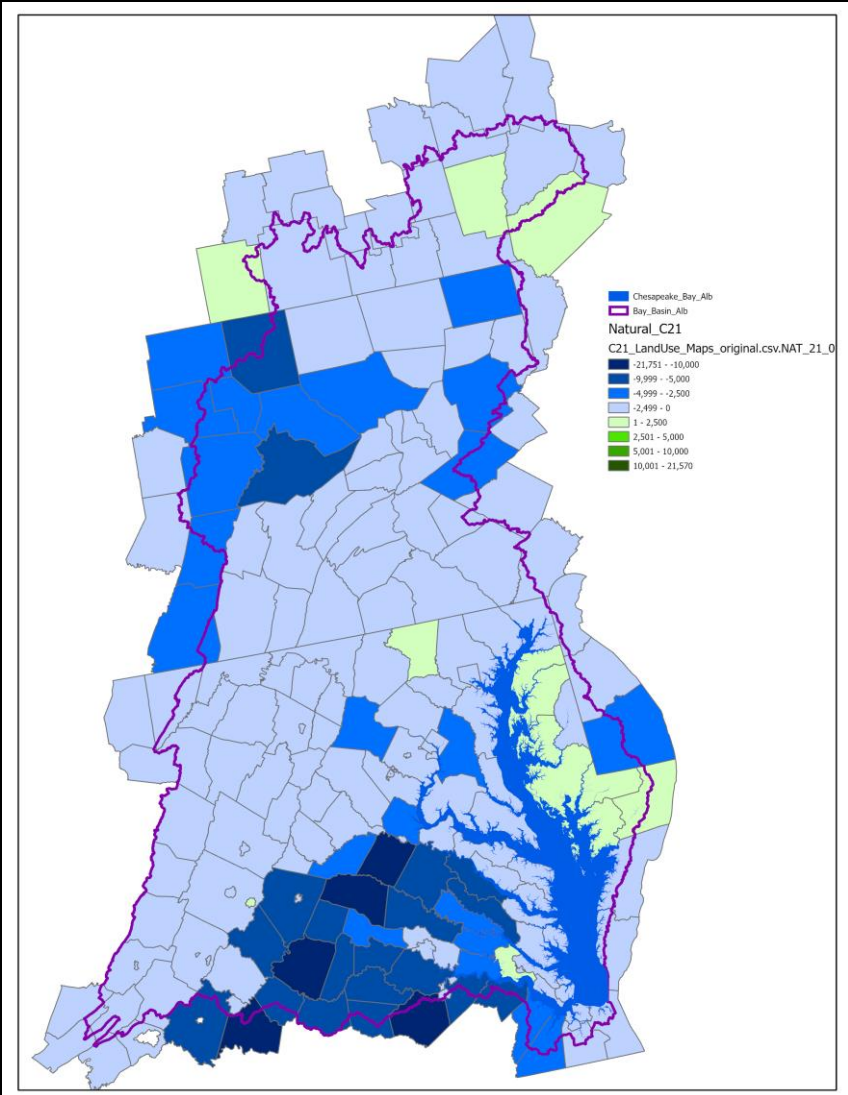 Chesapeake_Bay_Alb
Bay_Basin_Alb
Natural_C21
C21_LandUse_Maps_original.csv.NAT_21_0
-21,751 - -10,000
-9,999 - -5,000
-4,999 - -2,500
-2,499 - 0
1 - 2,500
2,501 - 5,000
5,001 - 10,000
10,001 - 21,570